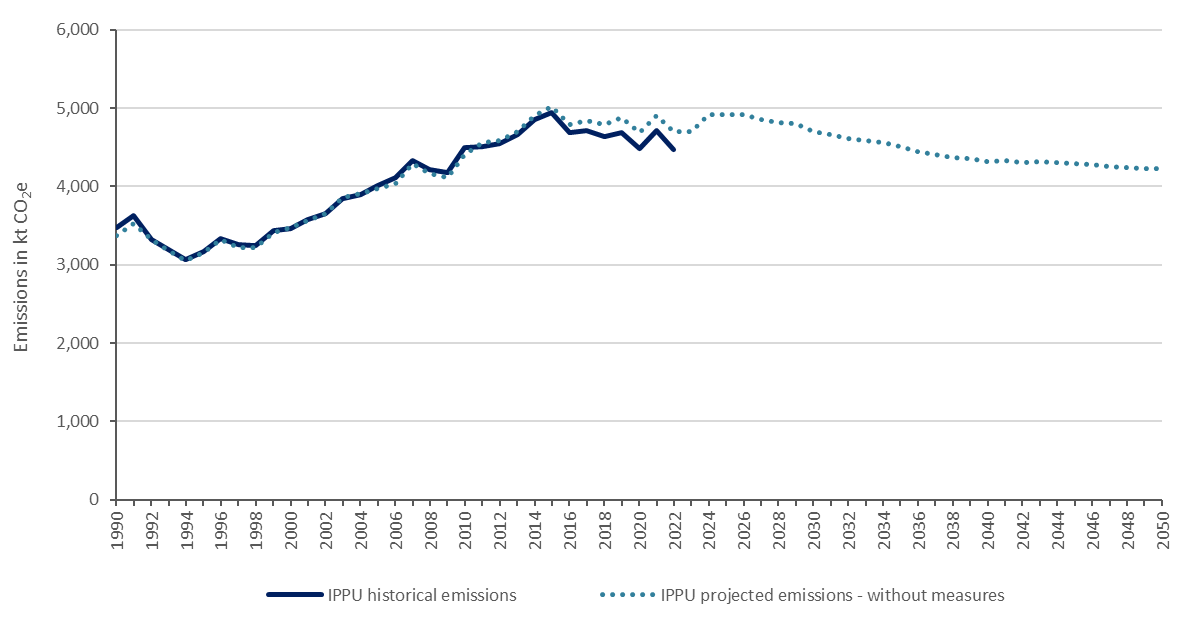 6,000
5,000
4,000
3,000
2,000
1,000
0
Emissions in kt CO₂e
1990 1992 1994 1996 1998 2000 2002 2004 2006 2008 2010 2012 2014 2016 2018 2020 2022 2024 2026 2028 2030 2032 2034 2036 2038 2040 2042 2044 2046 2048 2050
IPPU historical emissions IPPU projected emissions - without measures